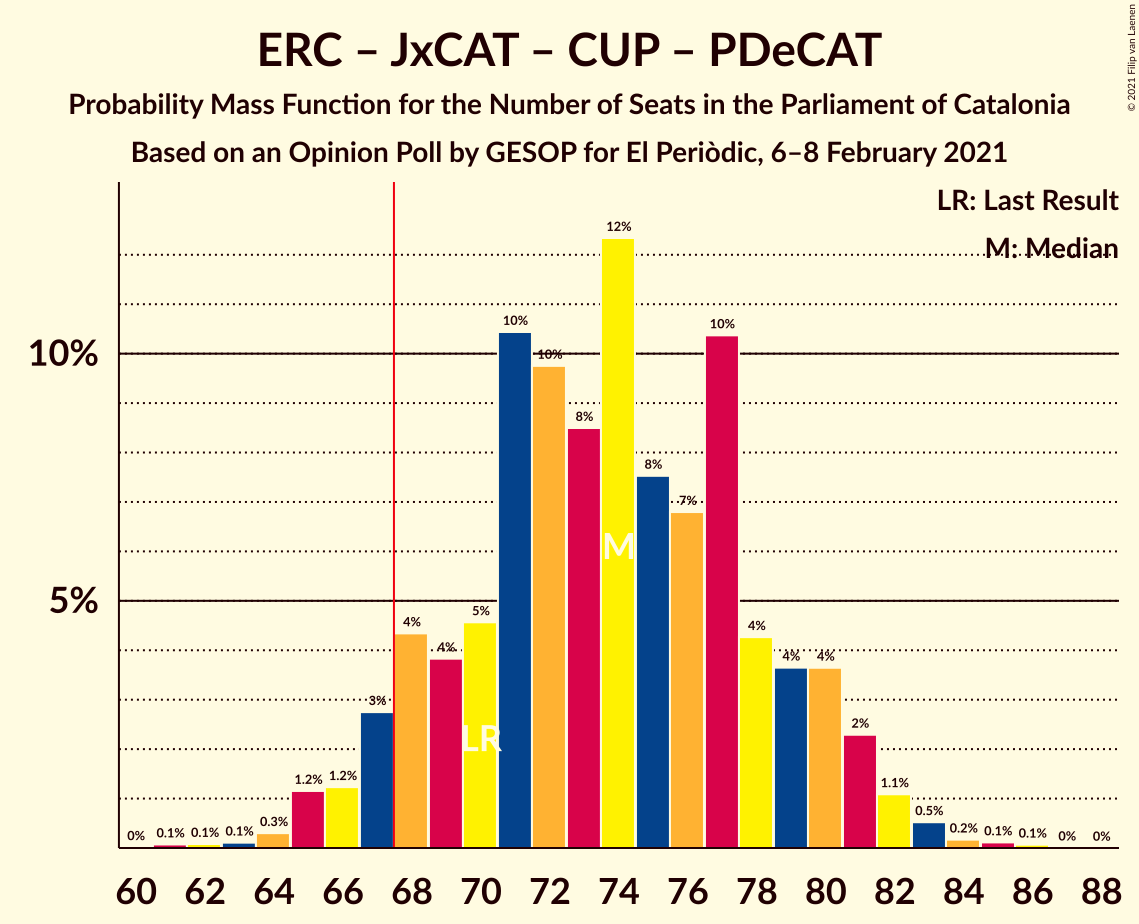 ERC – JxCAT – CUP – PDeCAT
Probability Mass Function for the Number of Seats in the Parliament of Catalonia
Based on an Opinion Poll by GESOP for El Periòdic, 6–8 February 2021
© 2021 Filip van Laenen
LR: Last Result
M: Median
10%
5%
0% 0.1% 0.1% 0.1% 0.3% 1.2% 1.2% 3% 4% 4% 5% 10% 10% 8% 12% 8% 7% 10% 4% 4% 4% 2% 1.1% 0.5% 0.2% 0.1% 0.1% 0% 0%
M
LR
60 62 64 66 68 70 72 74 76 78 80 82 84 86 88